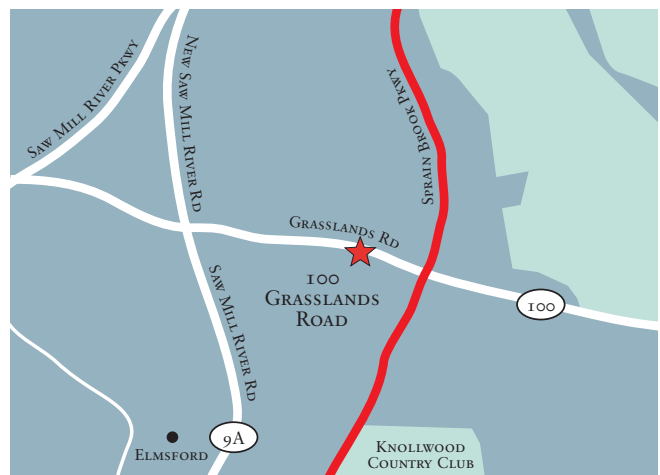 Saw Mill River Pkwy
New Saw Mill River Rd
Sprain Brook Pkwy
Grasslands Rd
100
Grasslands
Road
100
Saw Mill River Rd
9A
Elmsford
Knollwood
Country Club